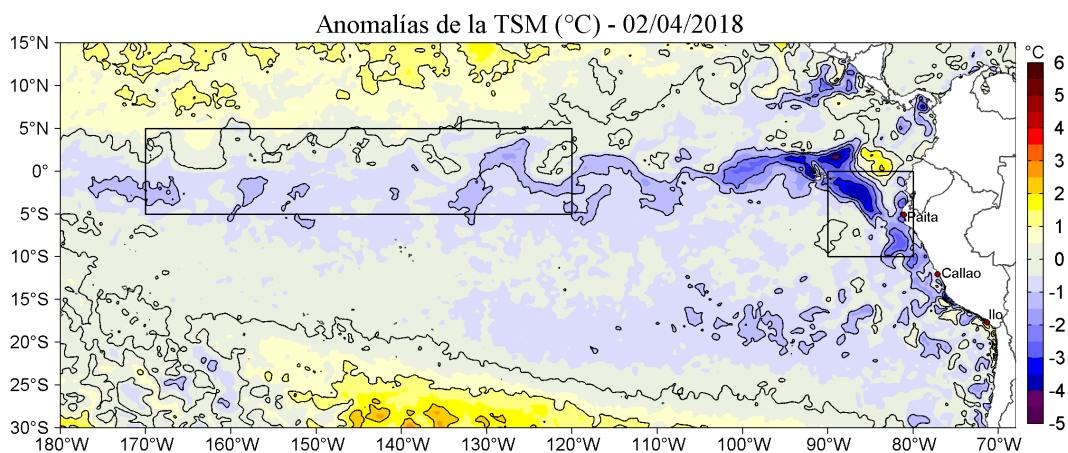 Anomalías de la TSM (°C) - 02/04/2018
15°N
10°N
5°N
0°
5°S
10°S
15°S
20°S
25°S
30°S
180°W
170°W
160°W
150°W
140°W
130°W
120°W
110°W
100°W
90°W
80°W
70°W
Paita
Callao
Ilo
°C
6
5
4
3
2
1
0
-1
-2
-3
-4
-5